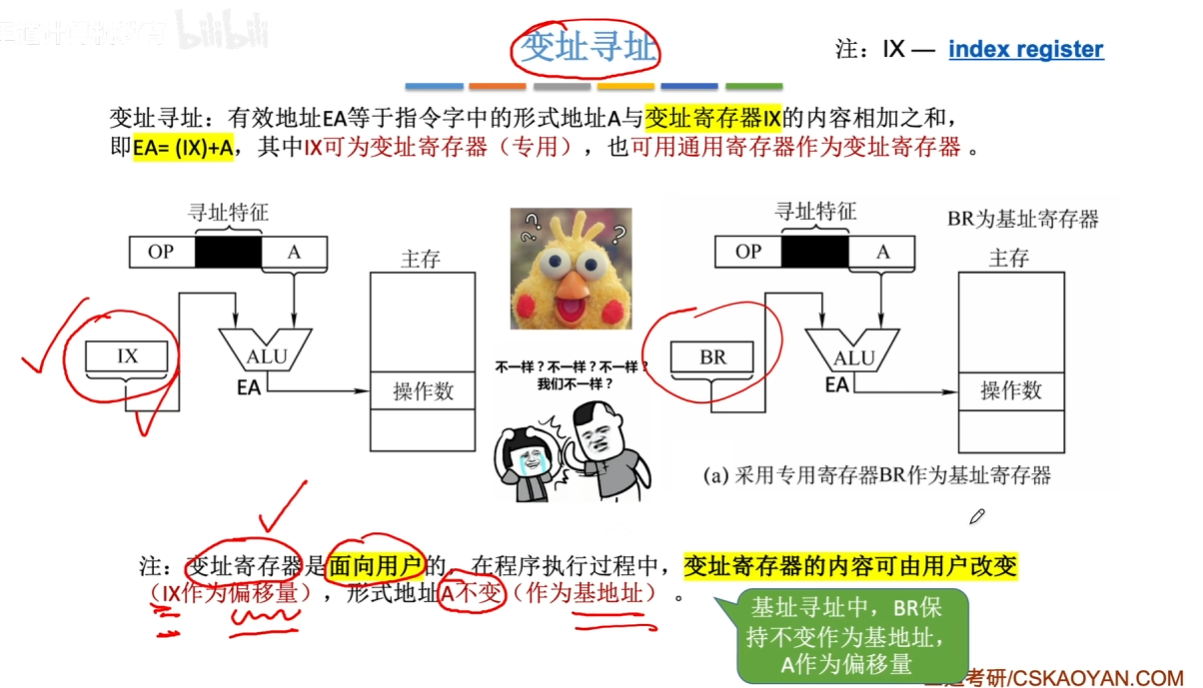 bilibili
变址寻址
注：IX — index register
变址寻址：有效地址EA等于指令字中的形式地址A与变址寄存器IX的内容相加之和，
即EA= (IX)+A，其中IX可为变址寄存器（专用），也可用通用寄存器作为变址寄存器 。
寻址特征
OP
A
主存
IX
ALU
EA
操作数
? ? ?
不一样？不一样？不一样？
我们不一样？
寻址特征
BR为基址寄存器
OP
A
主存
BR
ALU
EA
操作数
(a) 采用专用寄存器BR作为基址寄存器
注：变址寄存器是面向用户的，在程序执行过程中，变址寄存器的内容可由用户改变
（IX作为偏移量），形式地址A不变（作为基地址）。
基址寻址中，BR保
持不变作为基地址，
A作为偏移量
考研/CSKAOYAN.COM